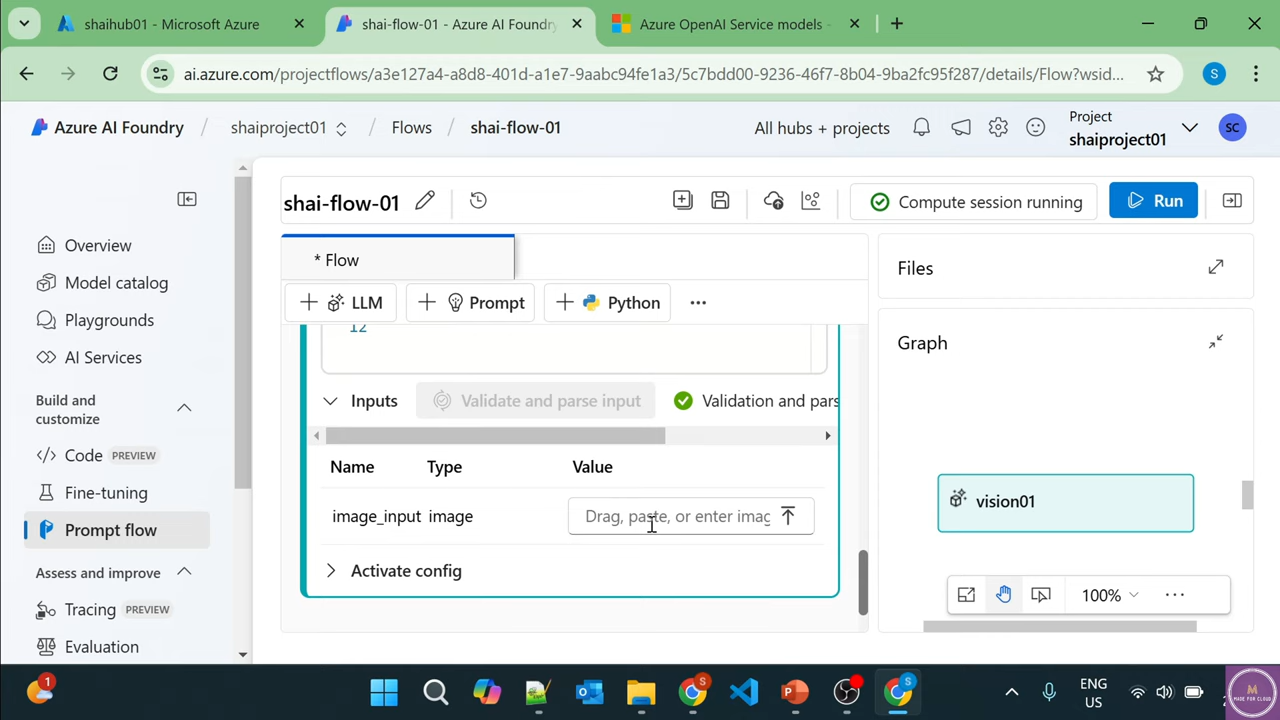 shaihub01 - Microsoft Azure
shai-flow-01 - Azure AI Foundry
Azure OpenAI Service models -
ai.azure.com/projectflows/a3e127a4-a8d8-401d-a1e7-9aabc94fe1a3/5c7bdd00-9236-46f7-8b04-9ba2fc95f287/details/Flow?wsid...
S
Azure AI Foundry / shaiproject01 / Flows / shai-flow-01
All hubs + projects
Project
shaiproject01
SC
shai-flow-01
Compute session running
Run
Overview
Model catalog
Playgrounds
AI Services
Build and
customize
Code PREVIEW
Fine-tuning
Prompt flow
Assess and improve
Tracing PREVIEW
Evaluation
* Flow
LLM
Prompt
Python
12
Inputs
Validate and parse input
Validation and pars
Name Type Value
image_input image Drag, paste, or enter imag
Activate config
Files
Graph
vision01
100%
1
S
S
ENG
US
M
MADE FOR CLOUD